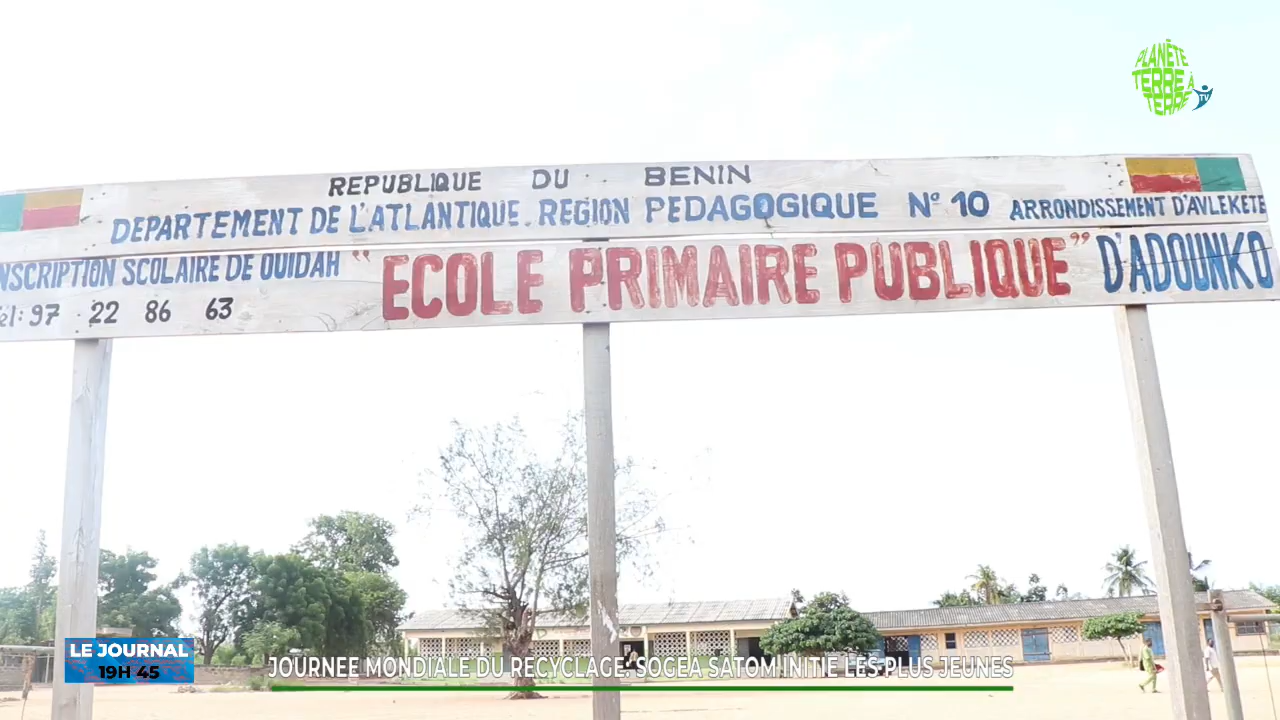 PLANÈTE
TERRE À
TERRE
TV
REPUBLIQUE DU BENIN
DEPARTEMENT DE L'ATLANTIQUE. REGION PEDAGOGIQUE N° 10 ARRONDISSEMENT D'AVLEKETE
NSCRIPTION SCOLAIRE DE OUIDAH "ECOLE PRIMAIRE PUBLIQUE" D'ADOUNKO
él: 97 22 86 63
LE JOURNAL
19H 45
JOURNEE MONDIALE DU RECYCLAGE: SOGEA SATOM INITIE LES PLUS JEUNES